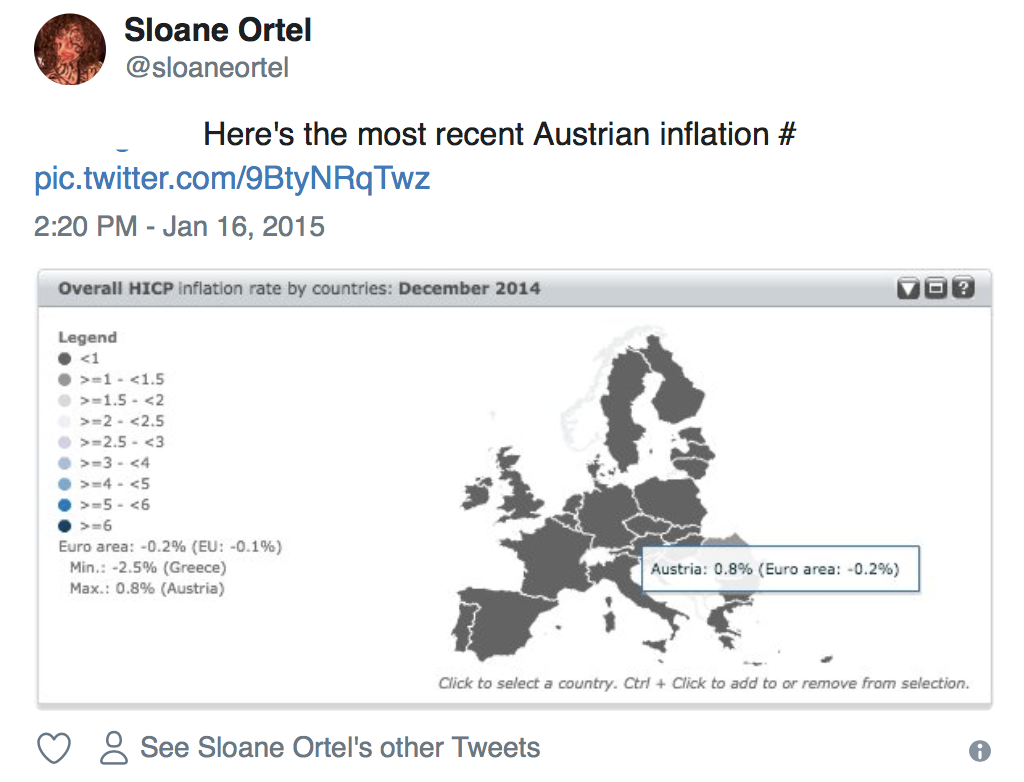 Sloane Ortel
@sloaneortel
Here's the most recent Austrian inflation #
pic.twitter.com/9BtyNRqTwz
2:20 PM - Jan 16, 2015
Overall HICP inflation rate by countries: December 2014
?
Legend
<1
>=1 - <1.5
>=1.5 - <2
>=2 - <2.5
>=2.5 - <3
>=3 - <4
>=4 - <5
>=5 - <6
>=6
Euro area: -0.2% (EU: -0.1%)
Min.: -2.5% (Greece)
Max.: 0.8% (Austria)
Austria: 0.8% (Euro area: -0.2%)
Click to select a country. Ctrl + Click to add to or remove from selection.
See Sloane Ortel's other Tweets